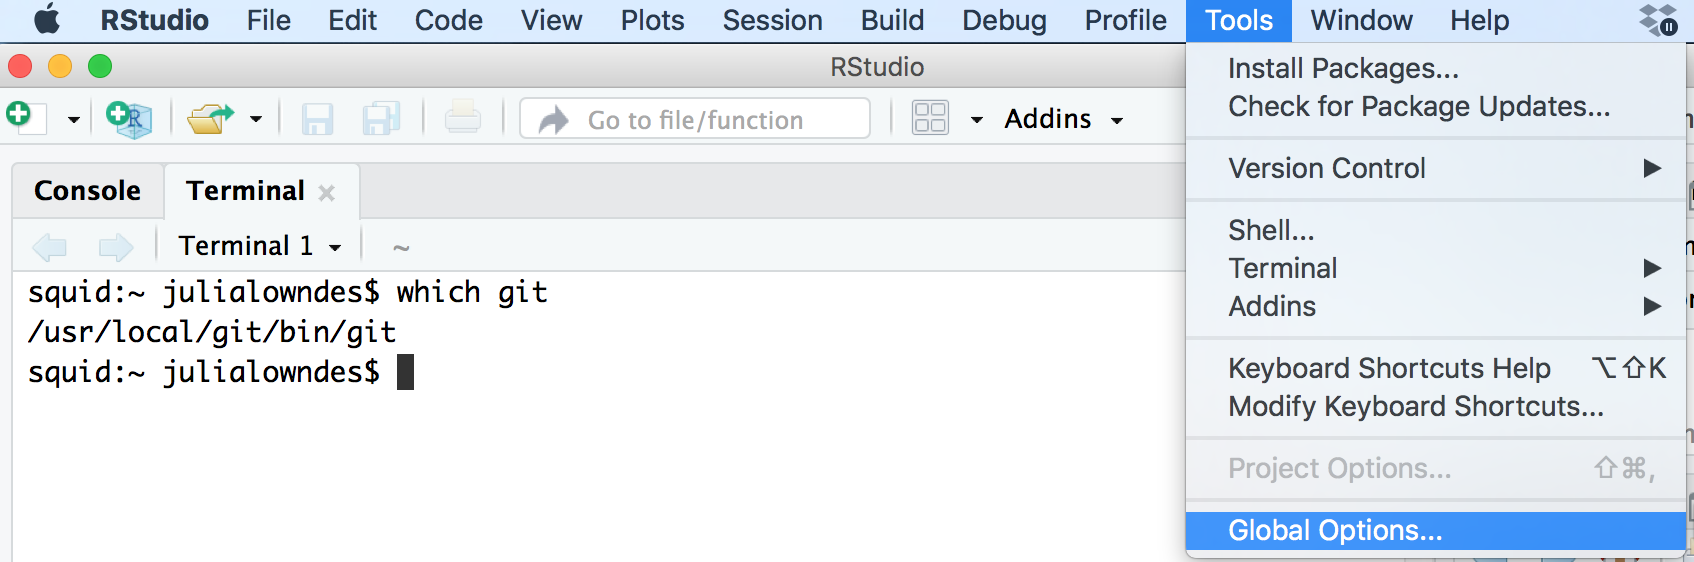 RStudio File Edit Code View Plots Session Build Debug Profile Tools Window Help
RStudio
Go to file/function Addins
Console Terminal
Terminal 1 ~
squid:~ julialowndes$ which git
/usr/local/git/bin/git
squid:~ julialowndes$
Install Packages...
Check for Package Updates...
Version Control
Shell...
Terminal
Addins
Keyboard Shortcuts Help ⌥⇧K
Modify Keyboard Shortcuts...
Project Options... ⇧⌘,
Global Options...